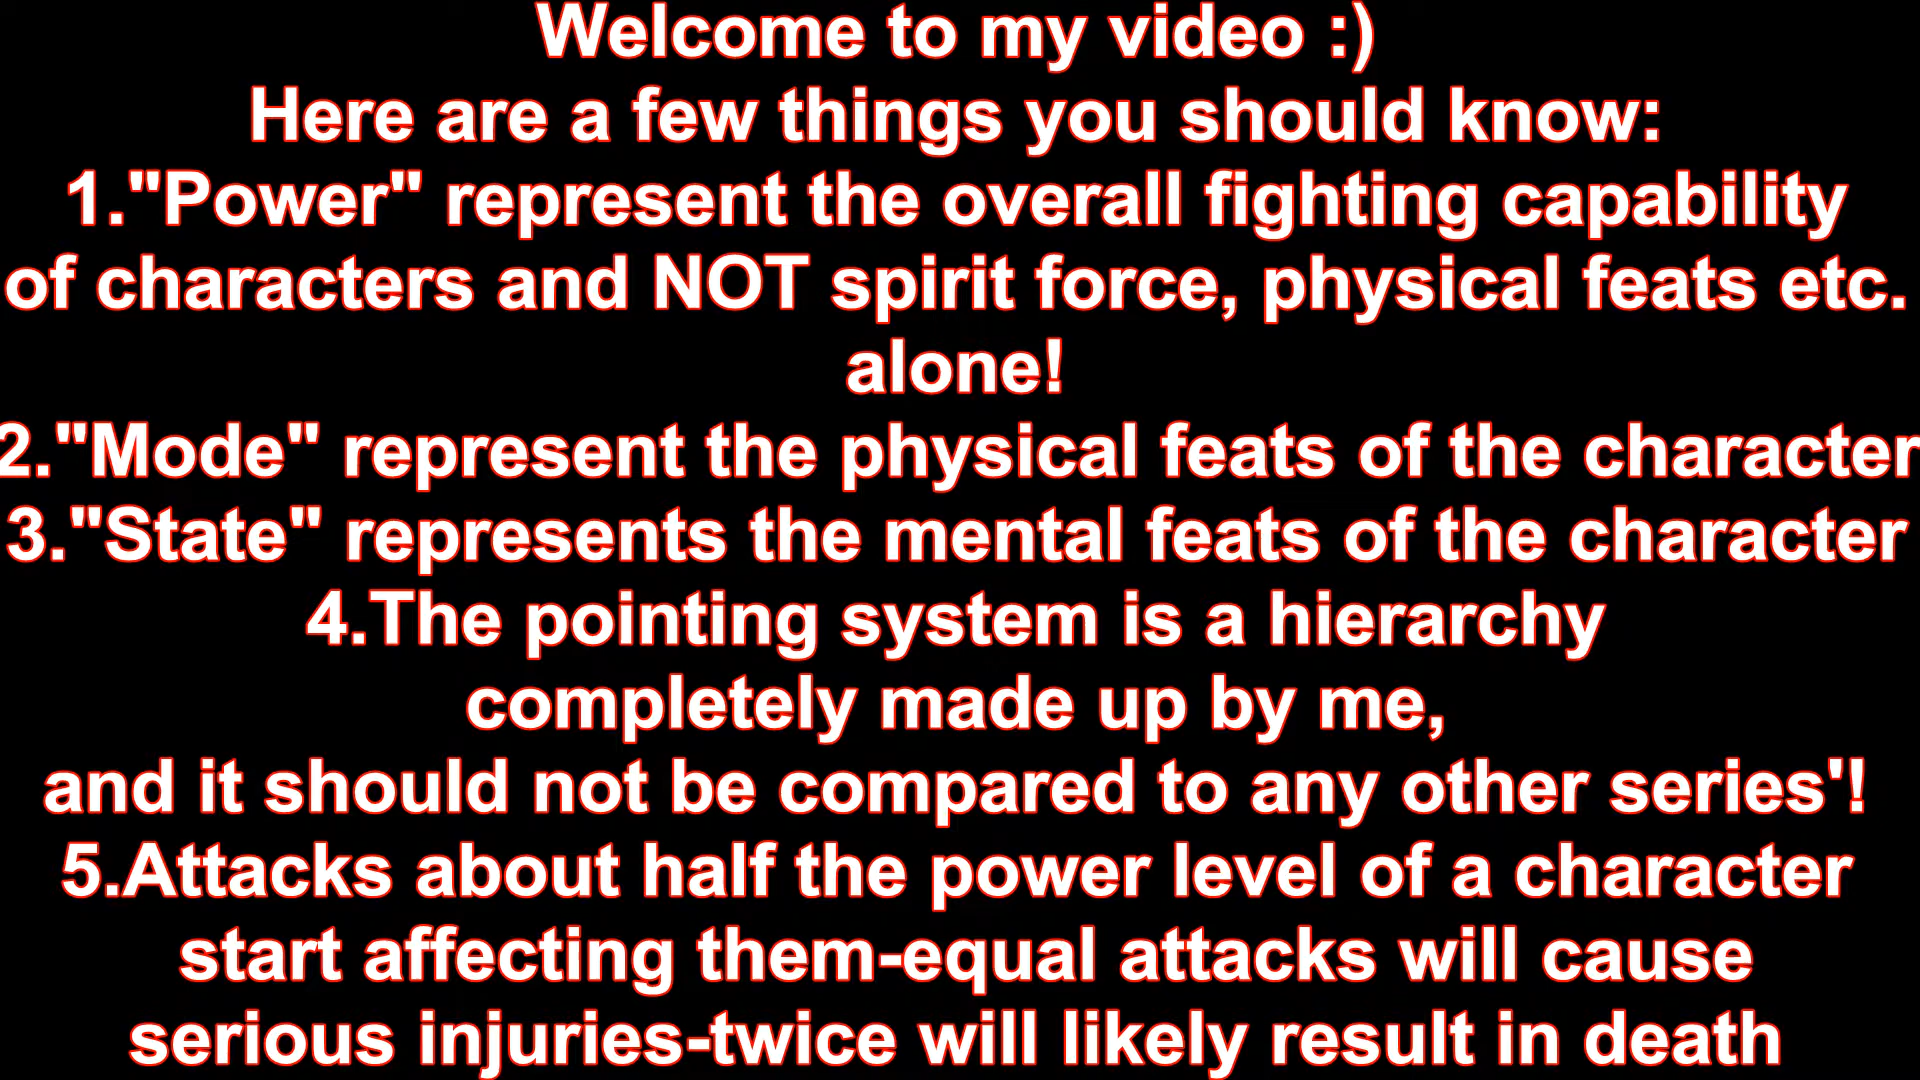 Welcome to my video :)
Here are a few things you should know:
1."Power" represent the overall fighting capability
of characters and NOT spirit force, physical feats etc.
alone!
2."Mode" represent the physical feats of the character
3."State" represents the mental feats of the character
4.The pointing system is a hierarchy
completely made up by me,
and it should not be compared to any other series'!
5.Attacks about half the power level of a character
start affecting them-equal attacks will cause
serious injuries-twice will likely result in death